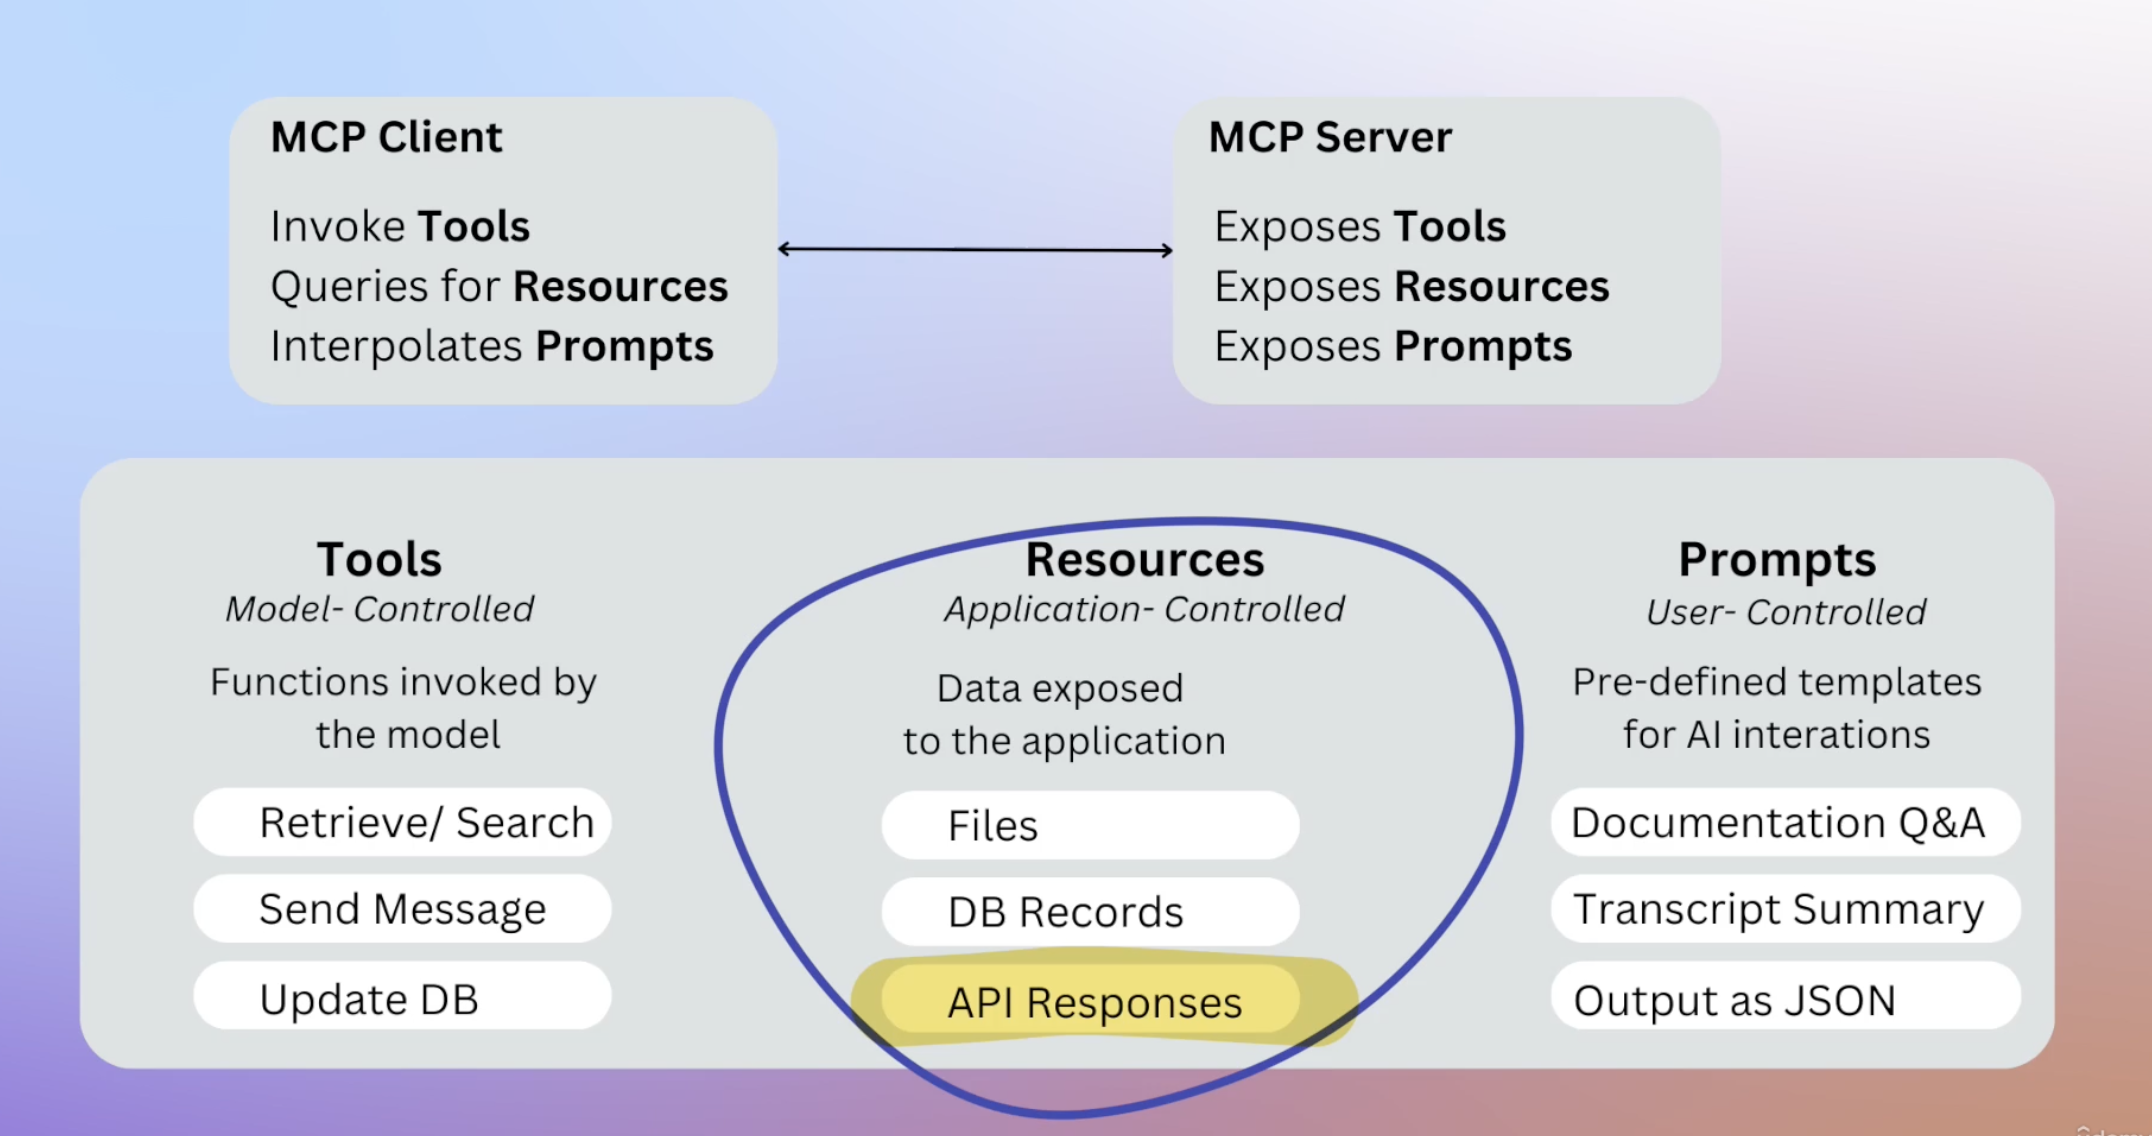 MCP Client
Invoke Tools
Queries for Resources
Interpolates Prompts
MCP Server
Exposes Tools
Exposes Resources
Exposes Prompts
Tools
Model- Controlled
Functions invoked by
the model
Retrieve/ Search
Send Message
Update DB
Resources
Application- Controlled
Data exposed
to the application
Files
DB Records
API Responses
Prompts
User- Controlled
Pre-defined templates
for AI interations
Documentation Q&A
Transcript Summary
Output as JSON